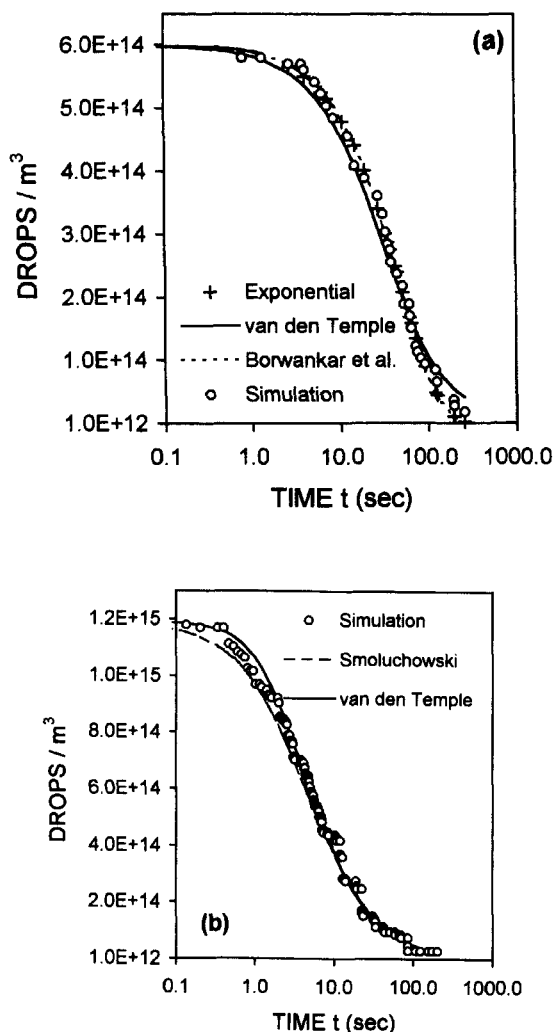 (a)
6.0E+14
5.0E+14
4.0E+14
3.0E+14
2.0E+14
1.0E+14
1.0E+12
DROPS / m³
+ Exponential
van den Temple
Borwankar et al.
Simulation
0.1 1.0 10.0 100.0 1000.0
TIME t (sec)
1.2E+15
1.0E+15
8.0E+14
6.0E+14
4.0E+14
2.0E+14
1.0E+12
DROPS / m³
Simulation
Smoluchowski
van den Temple
(b)
0.1 1.0 10.0 100.0 1000.0
TIME t (sec)